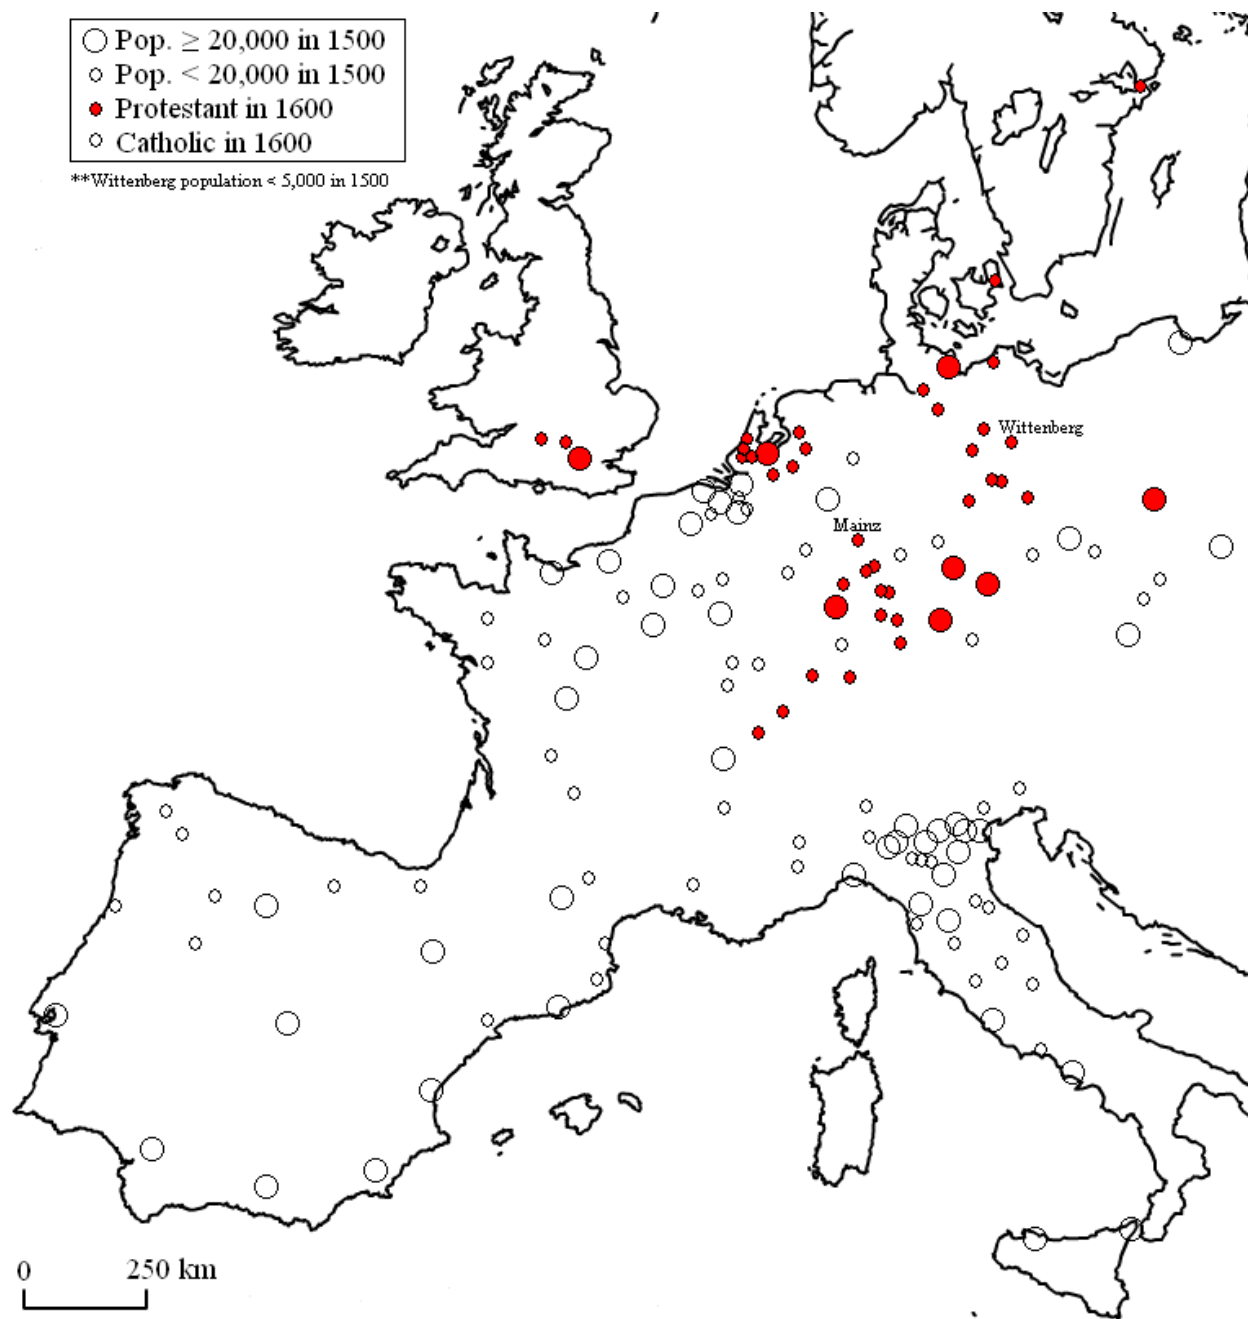 Pop. ≥ 20,000 in 1500
Pop. < 20,000 in 1500
Protestant in 1600
Catholic in 1600
**Wittenberg population < 5,000 in 1500
Wittenberg
Mainz
0 250 km